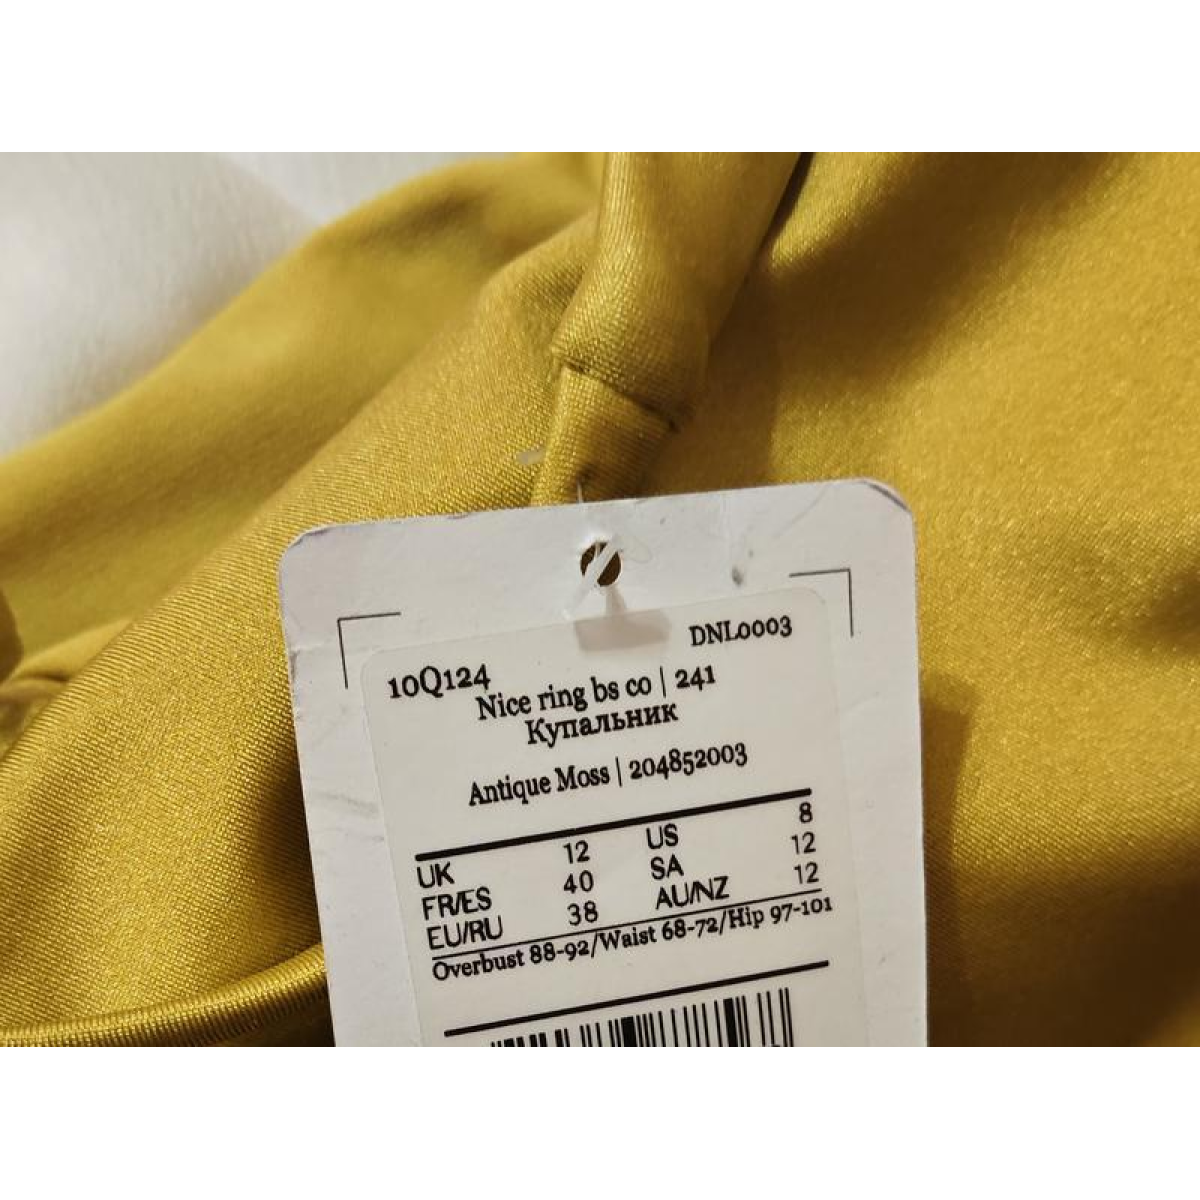 DNL0003
10Q124
Nice ring bs co | 241
Купальник
Antique Moss | 204852003
UK 12 US 8
FR/ES 40 SA 12
EU/RU 38 AU/NZ 12
Overbust 88-92/Waist 68-72/Hip 97-101